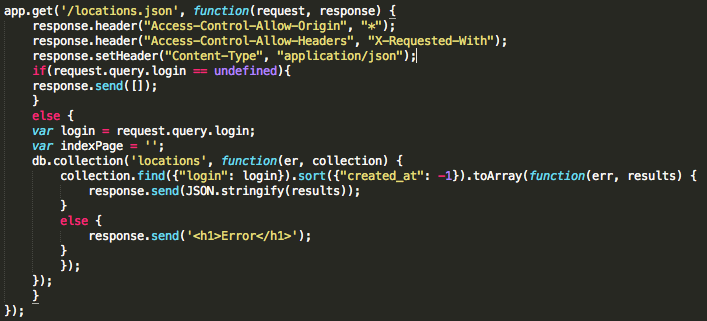 app.get('/locations.json', function(request, response) {
    response.header("Access-Control-Allow-Origin", "*");
    response.header("Access-Control-Allow-Headers", "X-Requested-With");
    response.setHeader("Content-Type", "application/json");
    if(request.query.login == undefined){
    response.send([]);
    }
    else {
    var login = request.query.login;
    var indexPage = '';
    db.collection('locations', function(er, collection) {
        collection.find({"login": login}).sort({"created_at": -1}).toArray(function(err, results) {
            response.send(JSON.stringify(results));
        }
        else {
            response.send('<h1>Error</h1>');
        }
        });
    });
    }
});